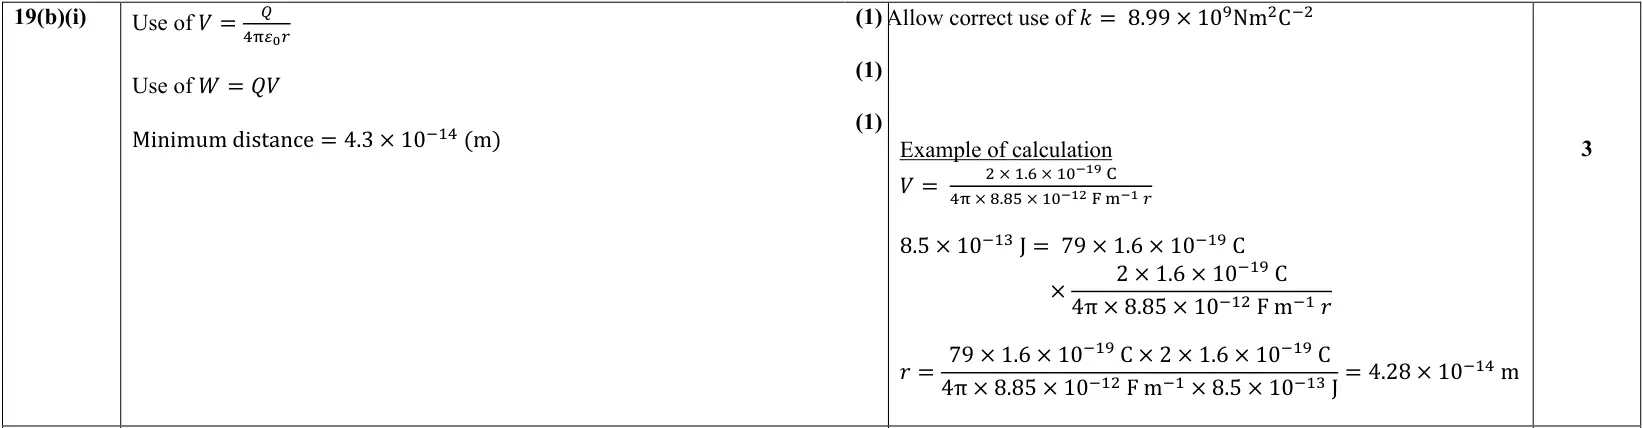 19(b)(i)
Use of V = Q / 4πε₀r (1)
Allow correct use of k = 8.99 × 10⁹Nm²C⁻²
Use of W = QV (1)
Minimum distance = 4.3 × 10⁻¹⁴ (m) (1)
Example of calculation
3
V = 2 × 1.6 × 10⁻¹⁹ C / 4π × 8.85 × 10⁻¹² F m⁻¹ r
8.5 × 10⁻¹³ J = 79 × 1.6 × 10⁻¹⁹ C
× 2 × 1.6 × 10⁻¹⁹ C / 4π × 8.85 × 10⁻¹² F m⁻¹ r
r = 79 × 1.6 × 10⁻¹⁹ C × 2 × 1.6 × 10⁻¹⁹ C / 4π × 8.85 × 10⁻¹² F m⁻¹ × 8.5 × 10⁻¹³ J = 4.28 × 10⁻¹⁴ m